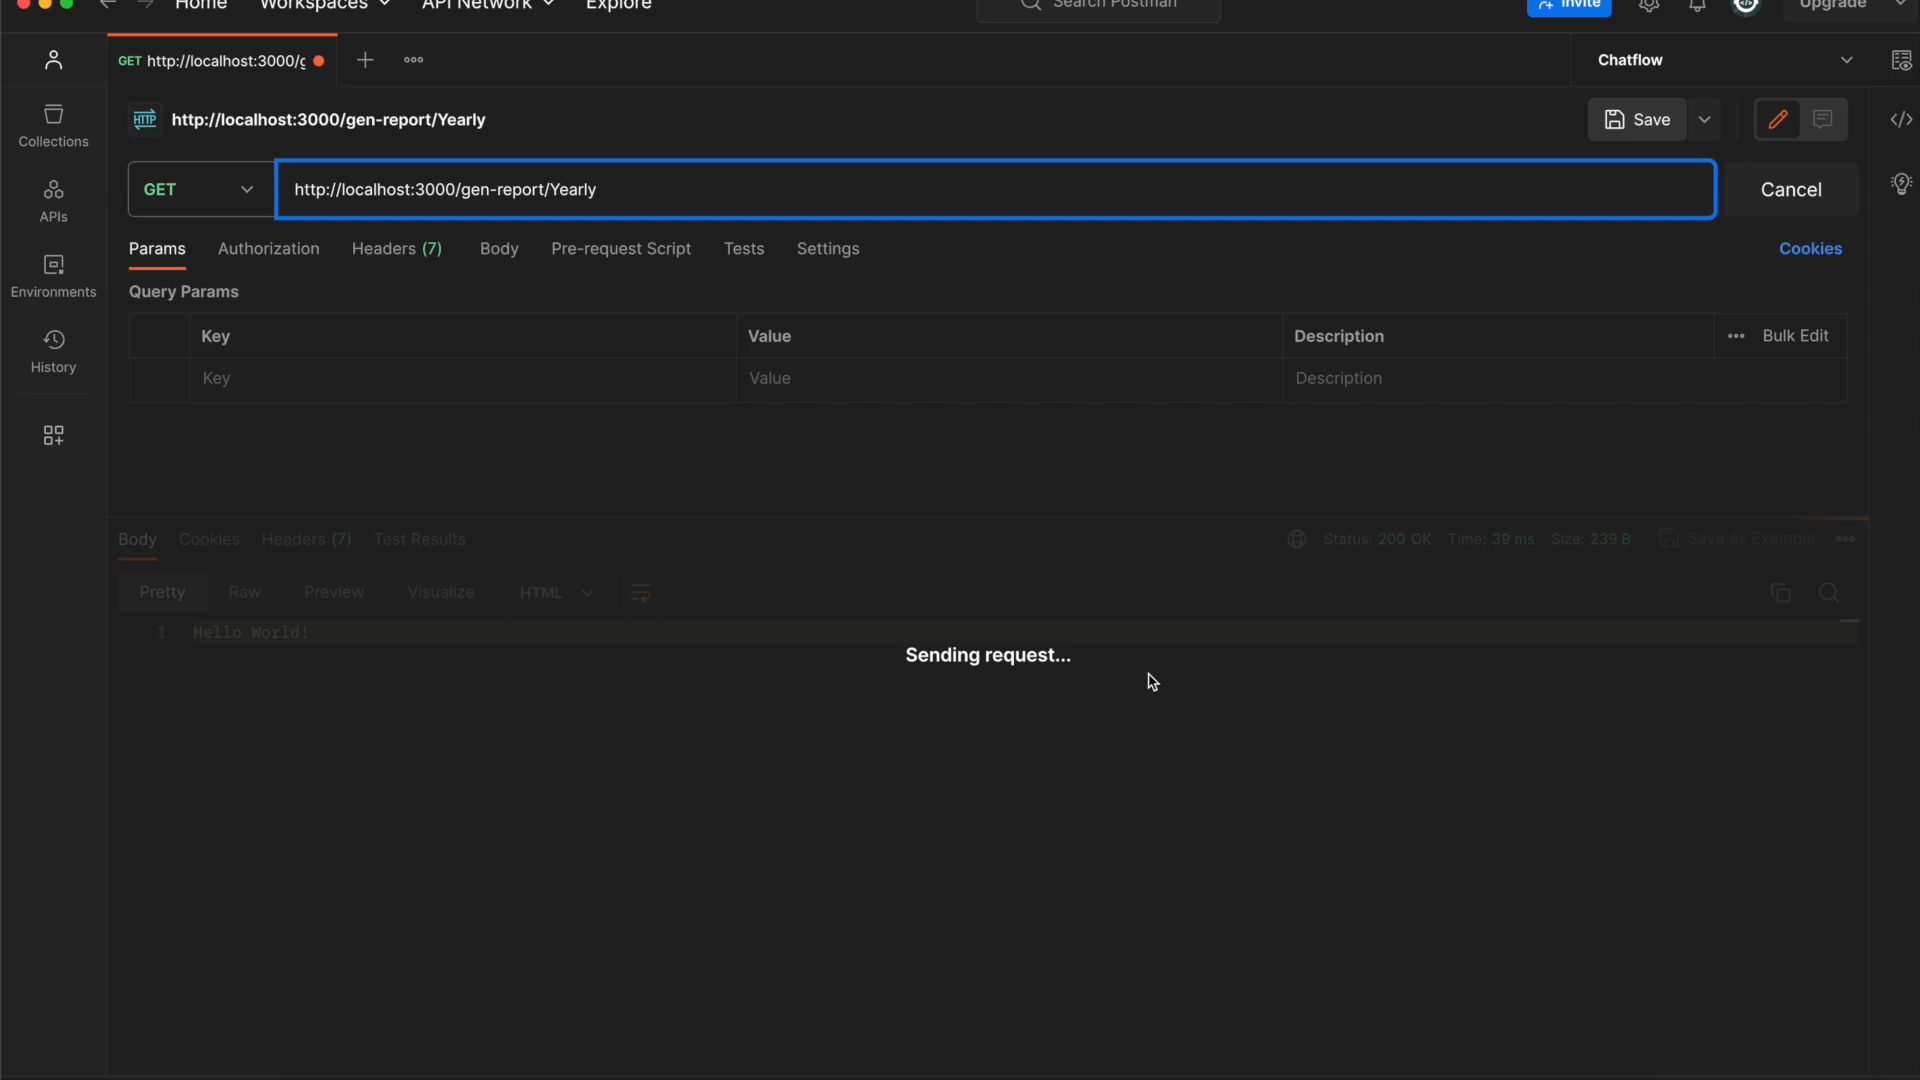 Home Workspaces API Network Explore Search Postman Invite Upgrade
GET http://localhost:3000/g Chatflow
HTTP http://localhost:3000/gen-report/Yearly Save
GET http://localhost:3000/gen-report/Yearly Cancel
Collections
APIs
Environments
History
Params Authorization Headers (7) Body Pre-request Script Tests Settings Cookies
Query Params
Key Value Description Bulk Edit
Key Value Description
Body Cookies Headers (7) Test Results Status: 200 OK Time: 39 ms Size: 239 B Save as Example
Pretty Raw Preview Visualize HTML
1 Hello World!
Sending request...